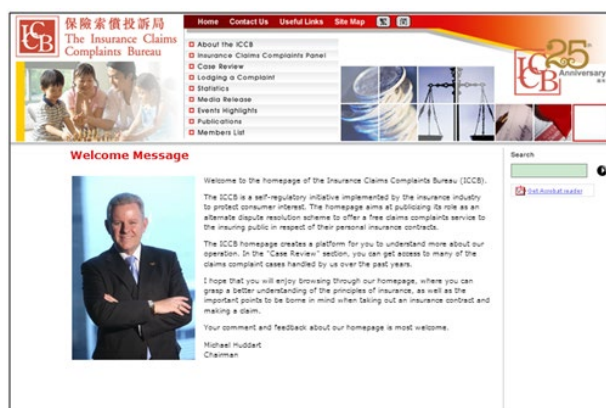 保險索償投訴局
The Insurance Claims
Complaints Bureau
ICCB
Home Contact Us Useful Links Site Map 繁 简
About the ICCB
Insurance Claims Complaints Panel
Case Review
Lodging a Complaint
Statistics
Media Release
Events Highlights
Publications
Members List
ICCB 25th
Anniversary
Welcome Message
Search
Get Acrobat reader
Welcome to the homepage of the Insurance Claims Complaints Bureau (ICCB).
The ICCB is a self-regulatory initiative implemented by the insurance industry
to protect consumer interest. The homepage aims at publicizing its role as an
alternate dispute resolution scheme to offer a free claims complaints service to
the insuring public in respect of their personal insurance contracts.
The ICCB homepage creates a platform for you to understand more about our
operation. In the "Case Review" section, you can get access to many of the
claims complaint cases handled by us over the past years.
I hope that you will enjoy browsing through our homepage, where you can
grasp a better understanding of the principles of insurance, as well as the
important points to be borne in mind when taking out an insurance contract and
making a claim.
Your comment and feedback about our homepage is most welcome.
Michael Huddart
Chairman